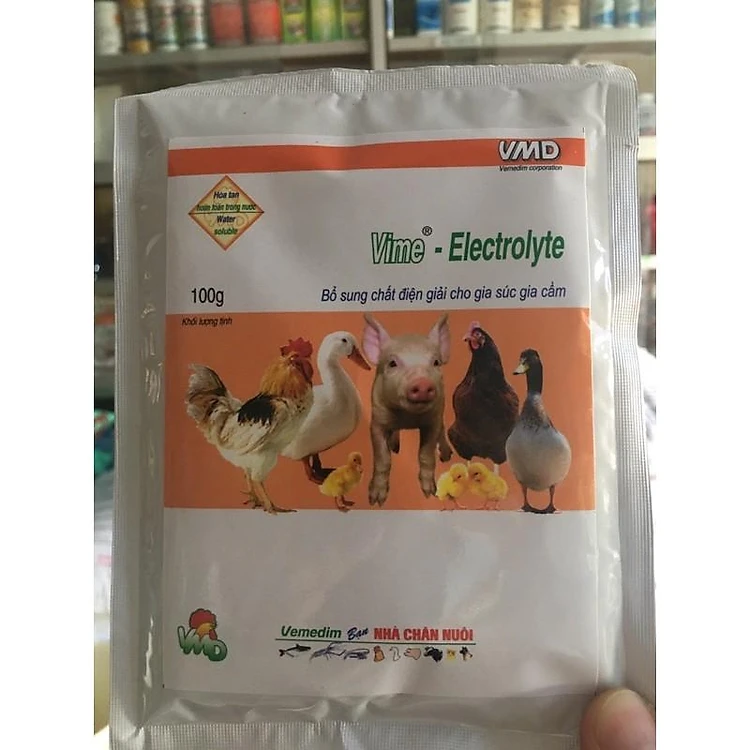 VMD
Vemedim corporation
Hòa tan
hoàn toàn trong nước
Water
soluble
Vime® - Electrolyte
100g
Bổ sung chất điện giải cho gia súc gia cầm
Khối lượng tịnh
VMD
Vemedim Bạn NHÀ CHĂN NUÔI